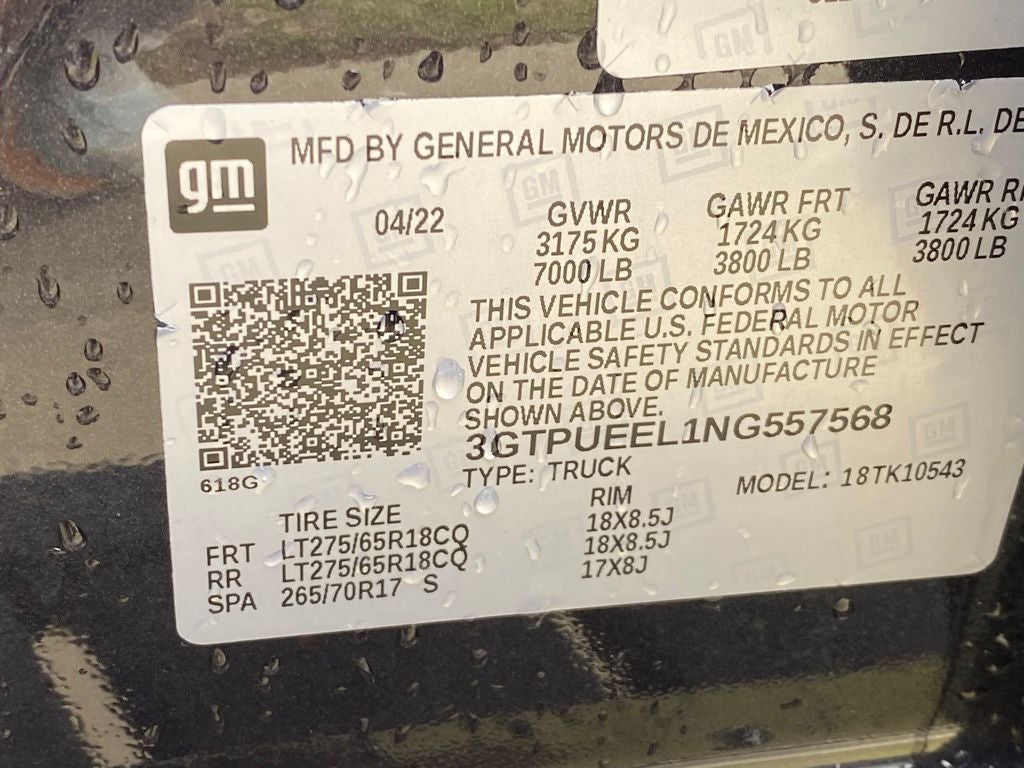 gm
MFD BY GENERAL MOTORS DE MEXICO, S. DE R.L. DE
04/22
GVWR GAWR FRT GAWR
3175 KG 1724 KG 1724 KG
7000 LB 3800 LB 3800 LB
THIS VEHICLE CONFORMS TO ALL
APPLICABLE U.S. FEDERAL MOTOR
VEHICLE SAFETY STANDARDS IN EFFECT
ON THE DATE OF MANUFACTURE
SHOWN ABOVE.
3GTPUEEL1NG557568
618G
TYPE: TRUCK MODEL: 18TK10543
TIRE SIZE RIM
FRT LT275/65R18CQ 18X8.5J
RR LT275/65R18CQ 18X8.5J
SPA 265/70R17 S 17X8J